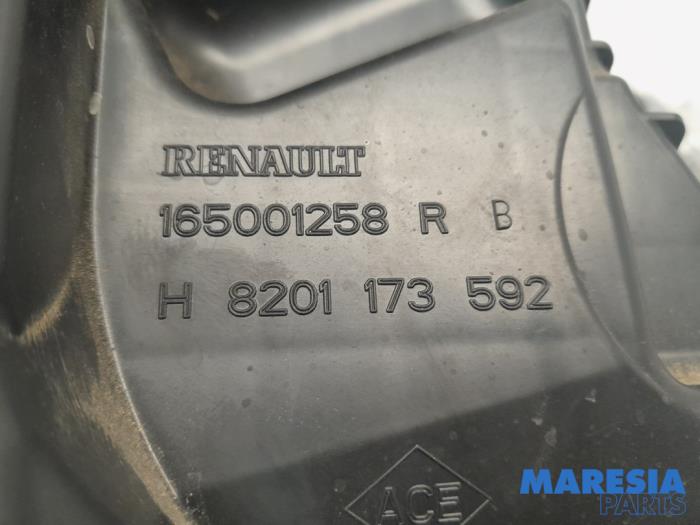 RENAULT
165001258 R B
H 8201 173 592
ACE
MARESIA
PARTS